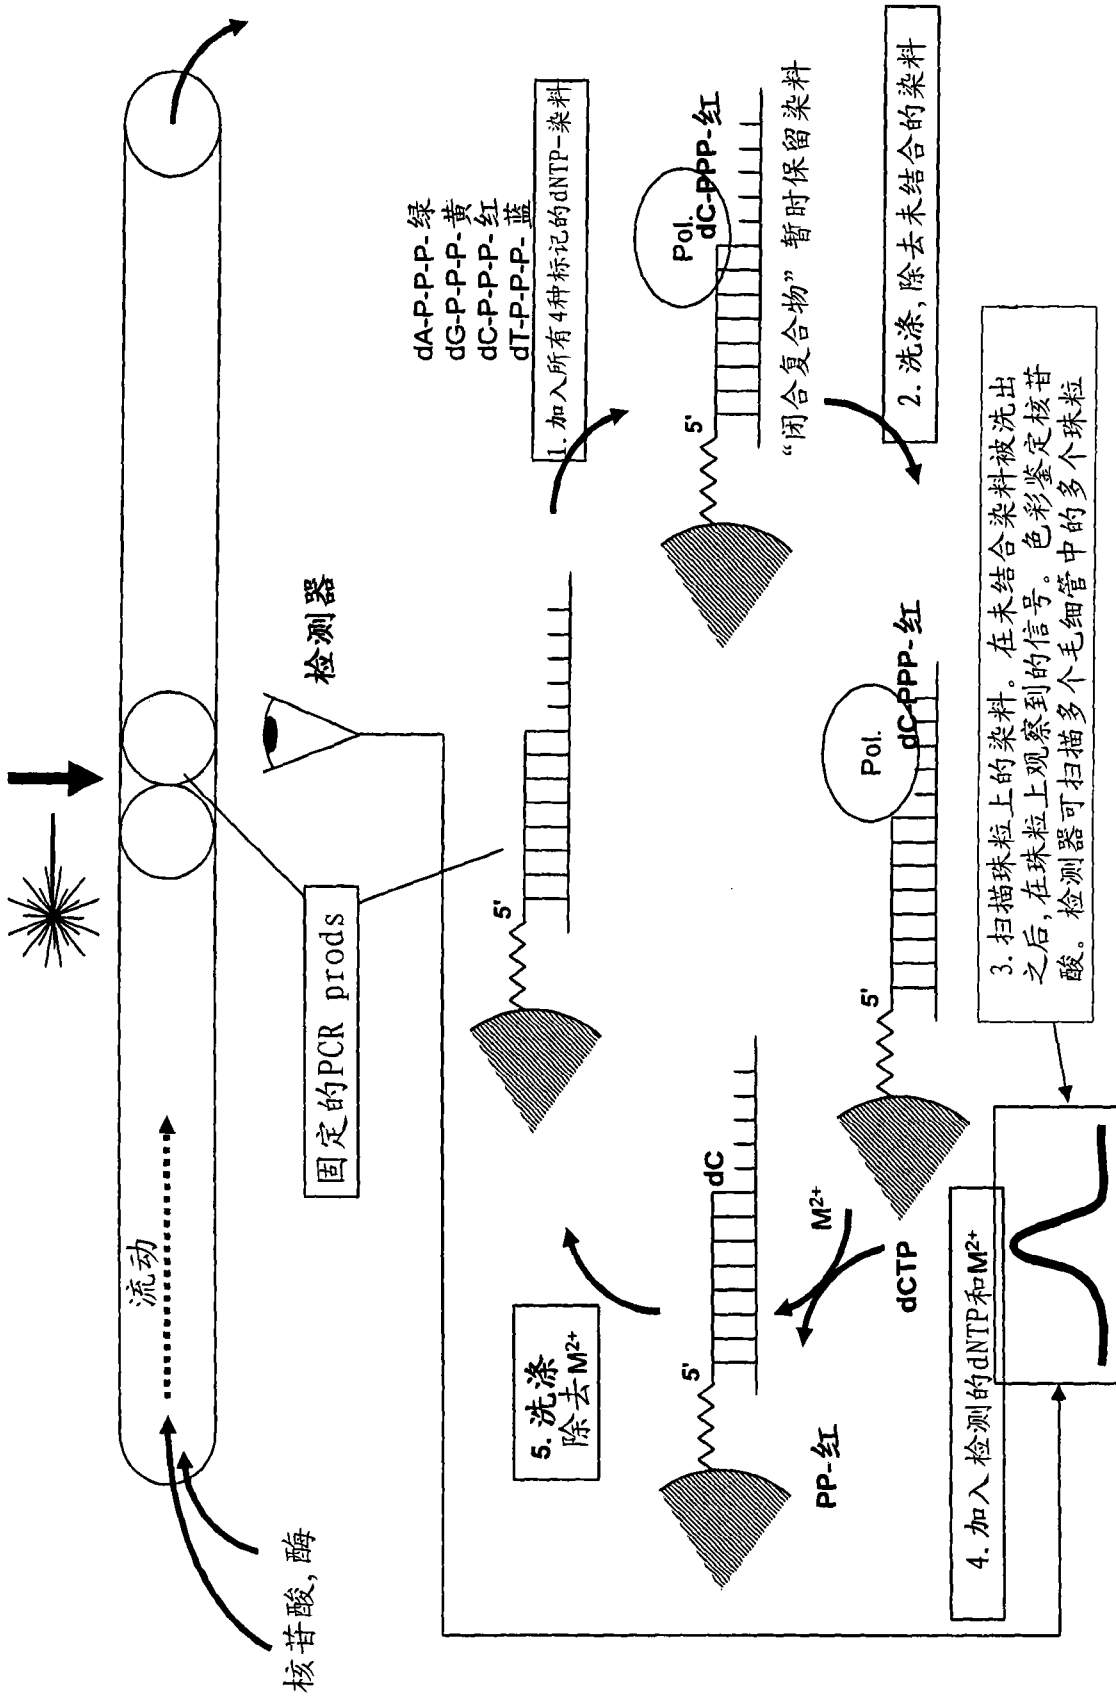 流动
核苷酸,酶
检测器
固定的PCR prods
dA-P-P-P-绿
dG-P-P-P-黄
dC-P-P-P-红
dT-P-P-P-蓝
1. 加入所有4种标记的dNTP-染料
5'
5'
Pol.
dC-PPP-红
“闭合复合物” 暂时保留染料
2. 洗涤,除去未结合的染料
5'
Pol.
dC-PPP-红
3. 扫描珠粒上的染料。在未结合染料被洗出
之后,在珠粒上观察到的信号。色彩鉴定核苷
酸。检测器可扫描多个毛细管中的多个珠粒
4. 加入检测的dNTP和M²⁺
dCTP
M²⁺
5'
dC
PP-红
5. 洗涤
除去M²⁺